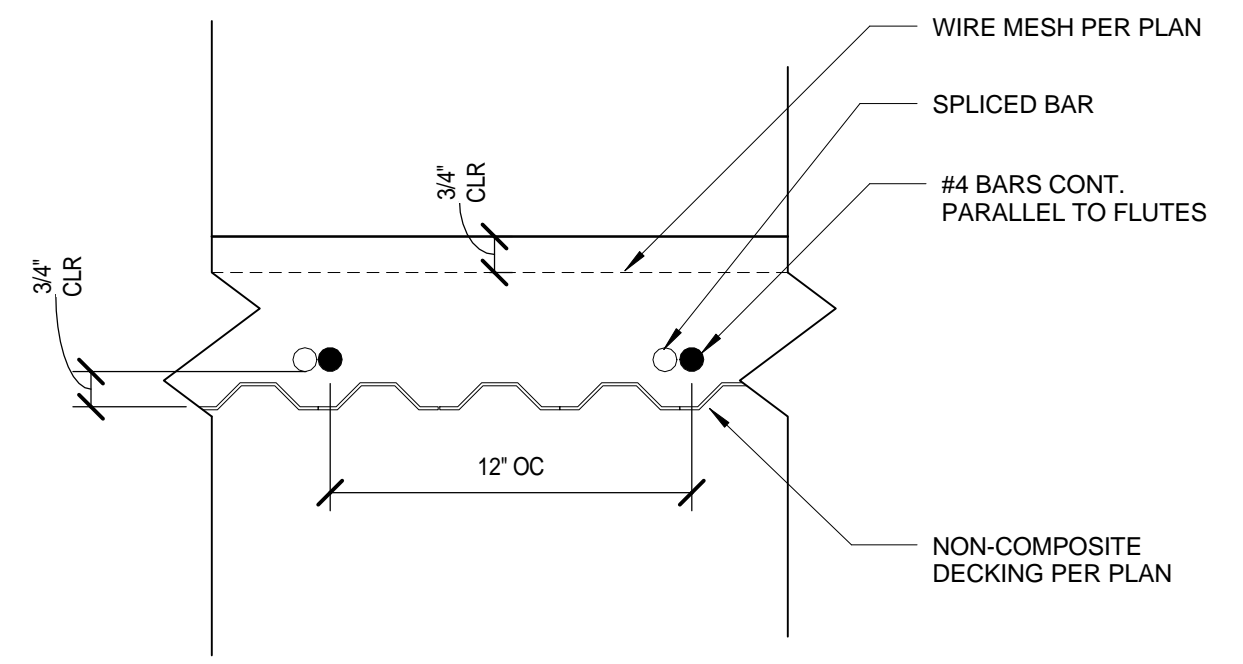 WIRE MESH PER PLAN
SPLICED BAR
#4 BARS CONT.
PARALLEL TO FLUTES
3/4"
CLR
3/4"
CLR
12" OC
NON-COMPOSITE
DECKING PER PLAN